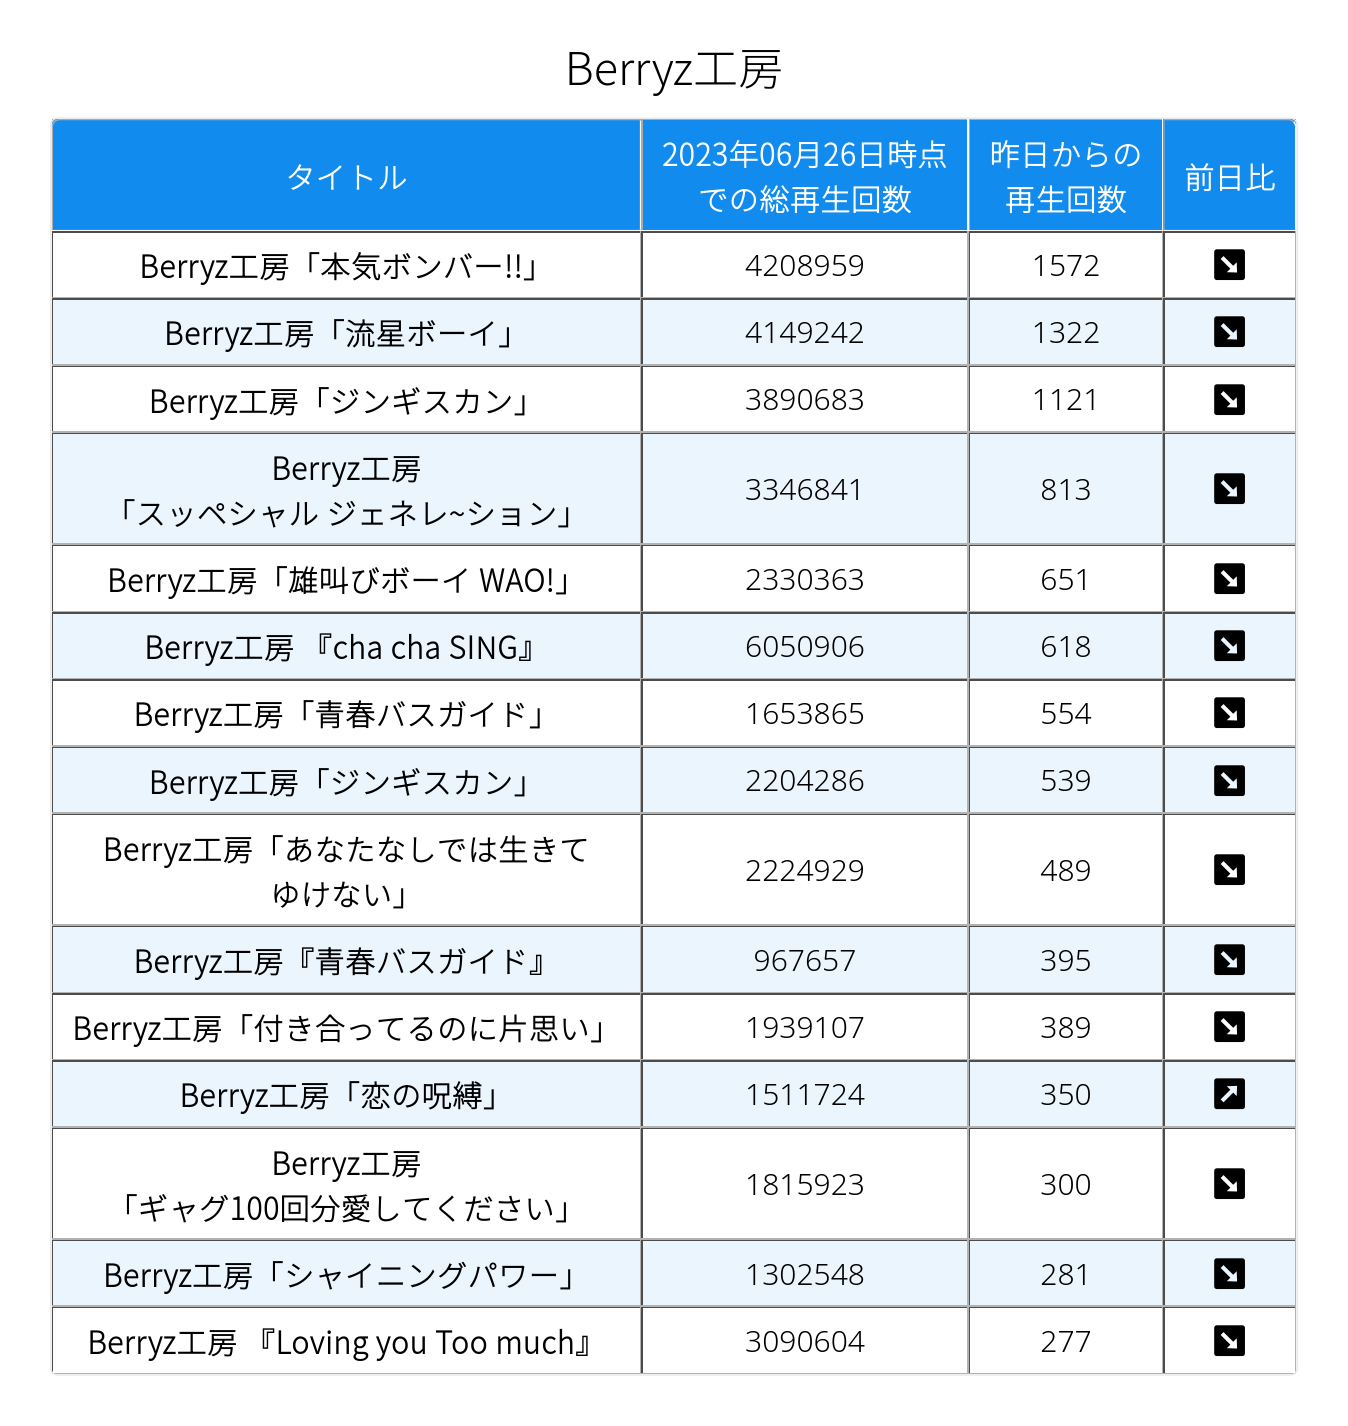 Berryz工房
タイトル
2023年06月26日時点
での総再生回数
昨日からの
再生回数
前日比
Berryz工房「本気ボンバー!!」 4208959 1572
Berryz工房「流星ボーイ」 4149242 1322
Berryz工房「ジンギスカン」 3890683 1121
Berryz工房
「スッペシャル ジェネレ~ション」 3346841 813
Berryz工房「雄叫びボーイ WAO!」 2330363 651
Berryz工房 『cha cha SING』 6050906 618
Berryz工房「青春バスガイド」 1653865 554
Berryz工房「ジンギスカン」 2204286 539
Berryz工房「あなたなしでは生きて
ゆけない」 2224929 489
Berryz工房『青春バスガイド』 967657 395
Berryz工房「付き合ってるのに片思い」 1939107 389
Berryz工房「恋の呪縛」 1511724 350
Berryz工房
「ギャグ100回分愛してください」 1815923 300
Berryz工房「シャイニングパワー」 1302548 281
Berryz工房 『Loving you Too much』 3090604 277